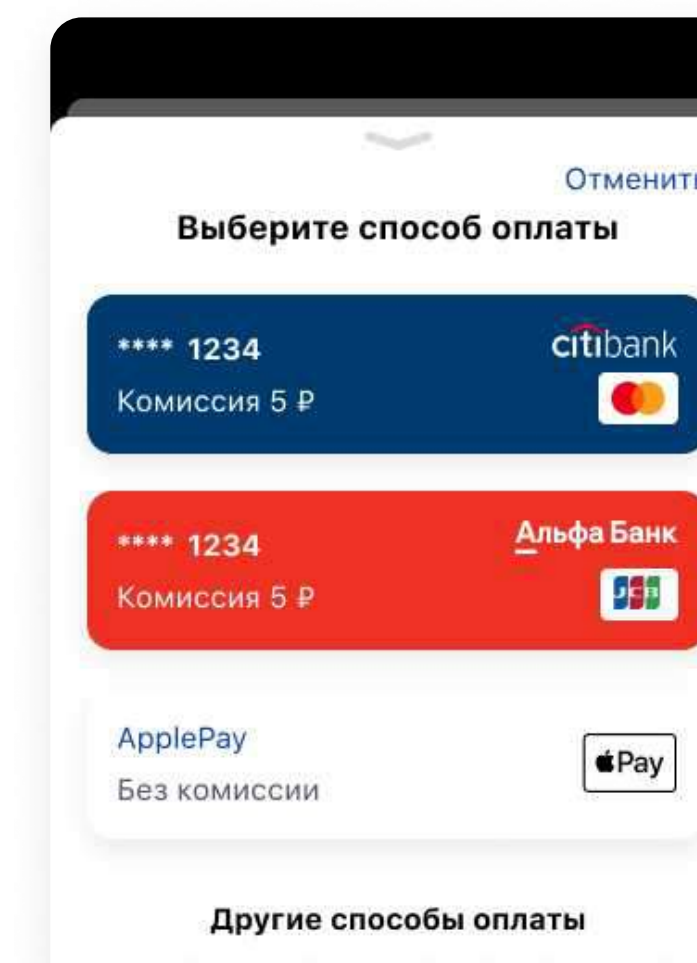 Отменить
Выберите способ оплаты
**** 1234
citibank
Комиссия 5 ₽
**** 1234
Альфа Банк
Комиссия 5 ₽
JCB
ApplePay
Pay
Без комиссии
Другие способы оплаты